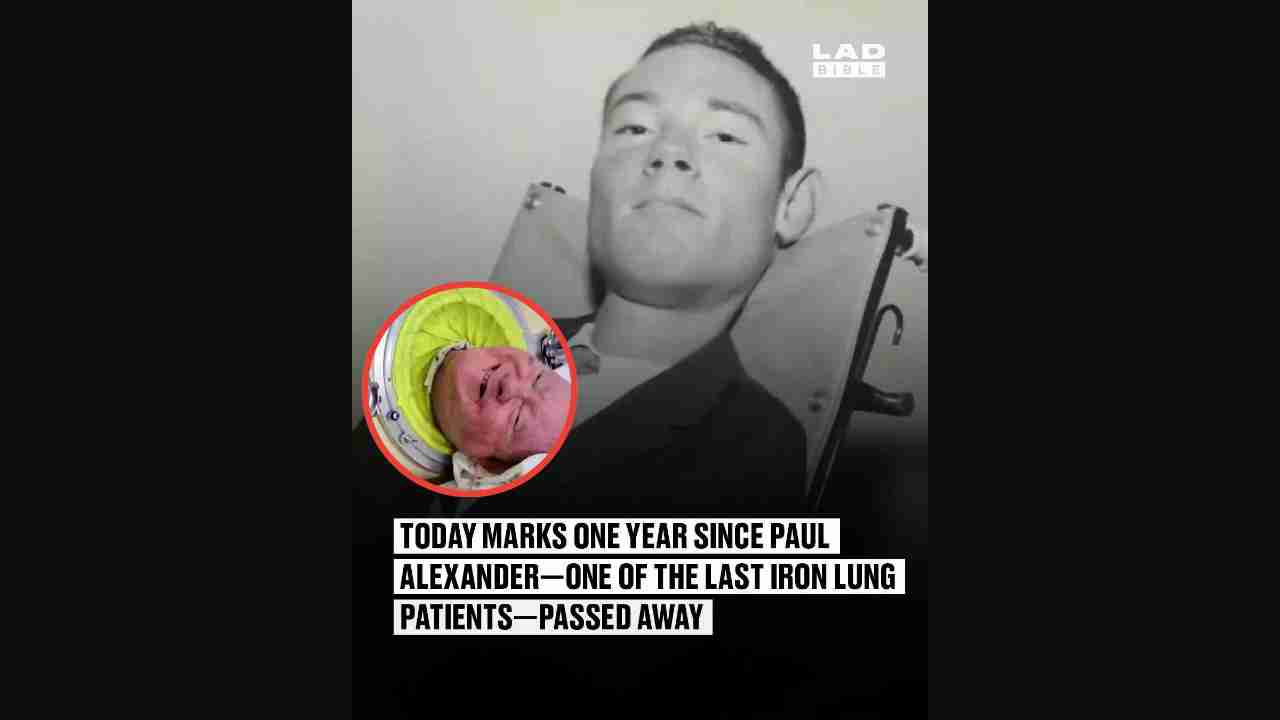 LAD
BIBLE
TODAY MARKS ONE YEAR SINCE PAUL
ALEXANDER—ONE OF THE LAST IRON LUNG
PATIENTS—PASSED AWAY